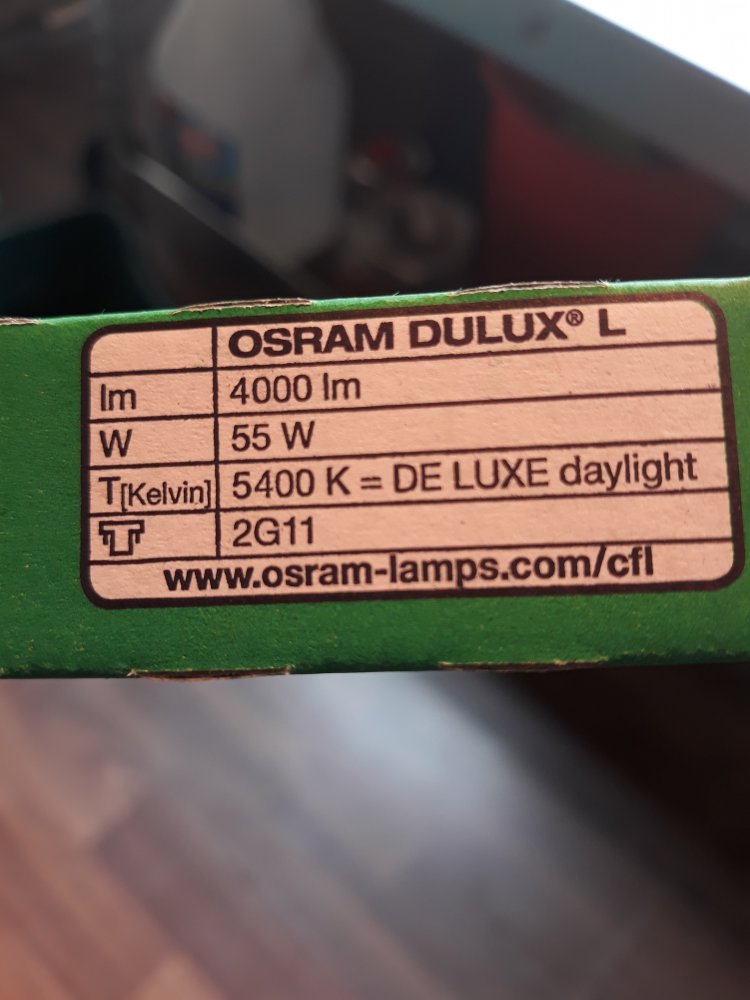 OSRAM DULUX® L
lm 4000 lm
W 55 W
T[Kelvin] 5400 K = DE LUXE daylight
2G11
www.osram-lamps.com/cfl